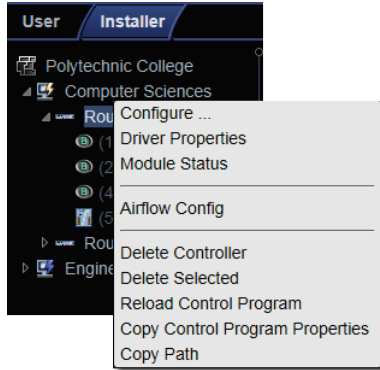 User Installer
Polytechnic College
Computer Sciences
Rou
(1
(2
(4
(5
Rou
Engine
Configure ...
Driver Properties
Module Status
Airflow Config
Delete Controller
Delete Selected
Reload Control Program
Copy Control Program Properties
Copy Path